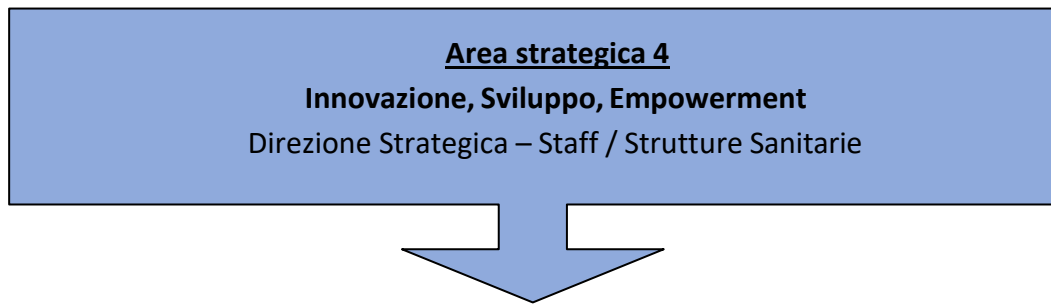 Area strategica 4
Innovazione, Sviluppo, Empowerment
Direzione Strategica – Staff / Strutture Sanitarie